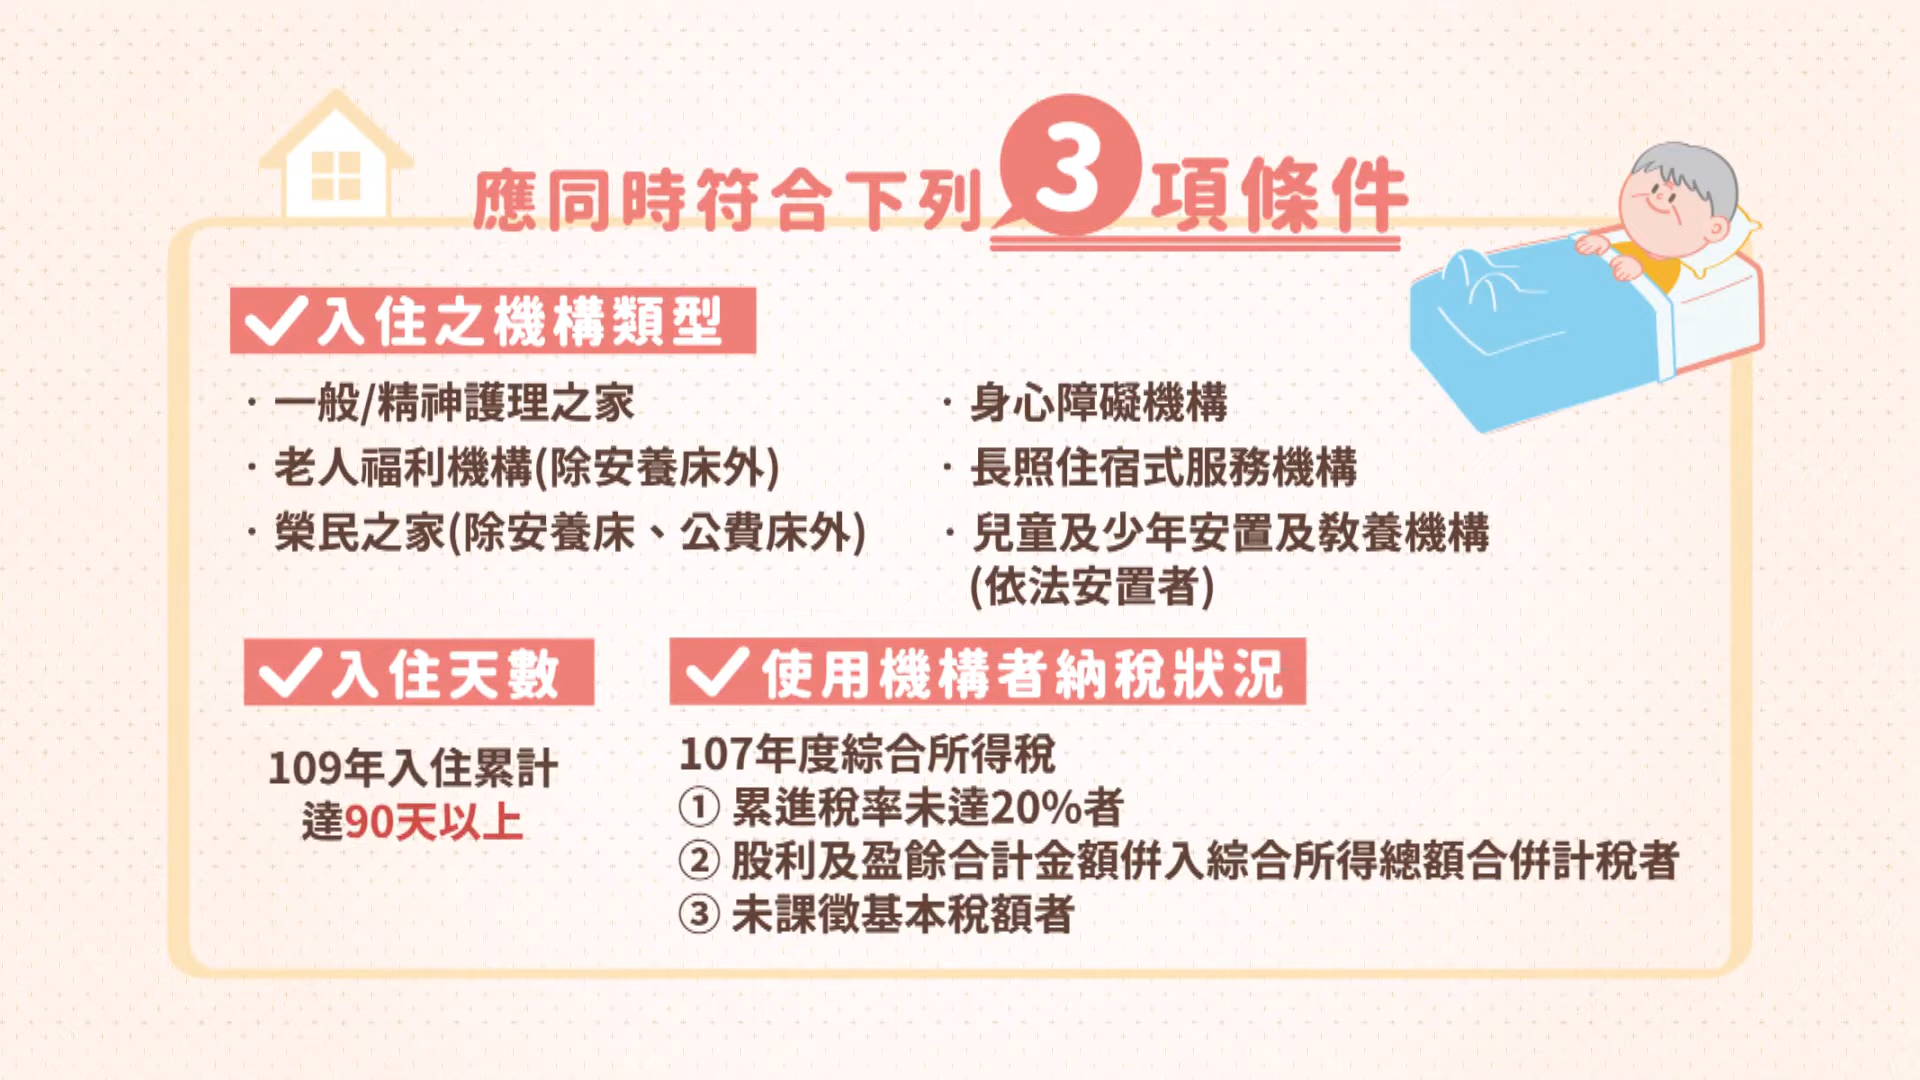 應同時符合下列3項條件
入住之機構類型
· 一般/精神護理之家
· 老人福利機構(除安養床外)
· 榮民之家(除安養床、公費床外)
· 身心障礙機構
· 長照住宿式服務機構
· 兒童及少年安置及教養機構
(依法安置者)
入住天數
109年入住累計
達90天以上
使用機構者納稅狀況
107年度綜合所得稅
① 累進稅率未達20%者
② 股利及盈餘合計金額併入綜合所得總額合併計稅者
③ 未課徵基本稅額者